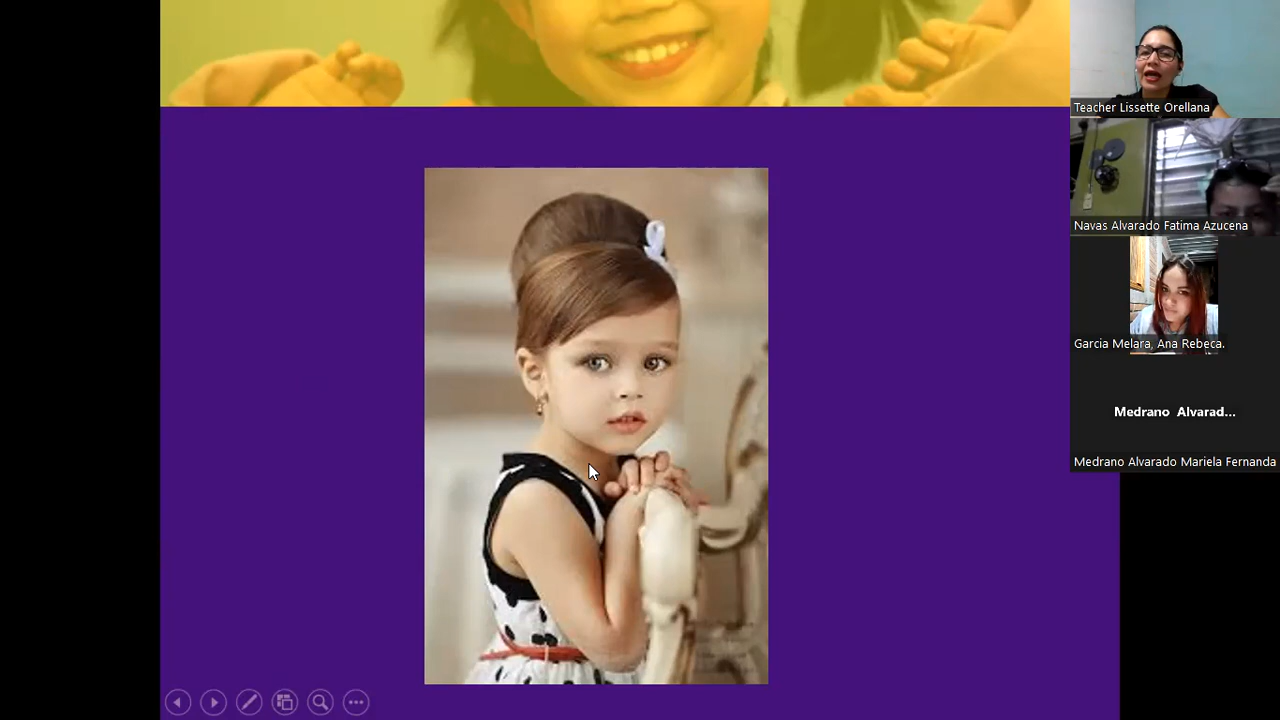 Teacher Lissette Orellana
Navas Alvarado Fatima Azucena
Garcia Melara, Ana Rebeca.
Medrano Alvarad...
Medrano Alvarado Mariela Fernanda